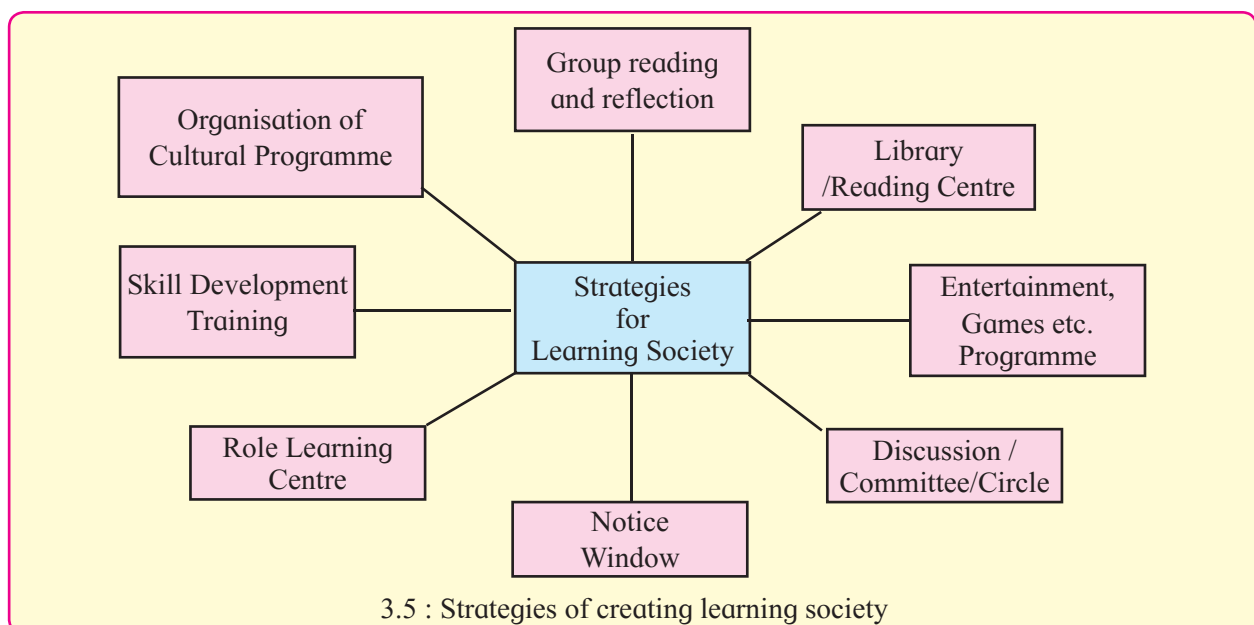 Group reading
and reflection
Organisation of
Cultural Programme
Library
/Reading Centre
Skill Development
Training
Strategies
for
Learning Society
Entertainment,
Games etc.
Programme
Role Learning
Centre
Discussion /
Committee/Circle
Notice
Window
3.5 : Strategies of creating learning society